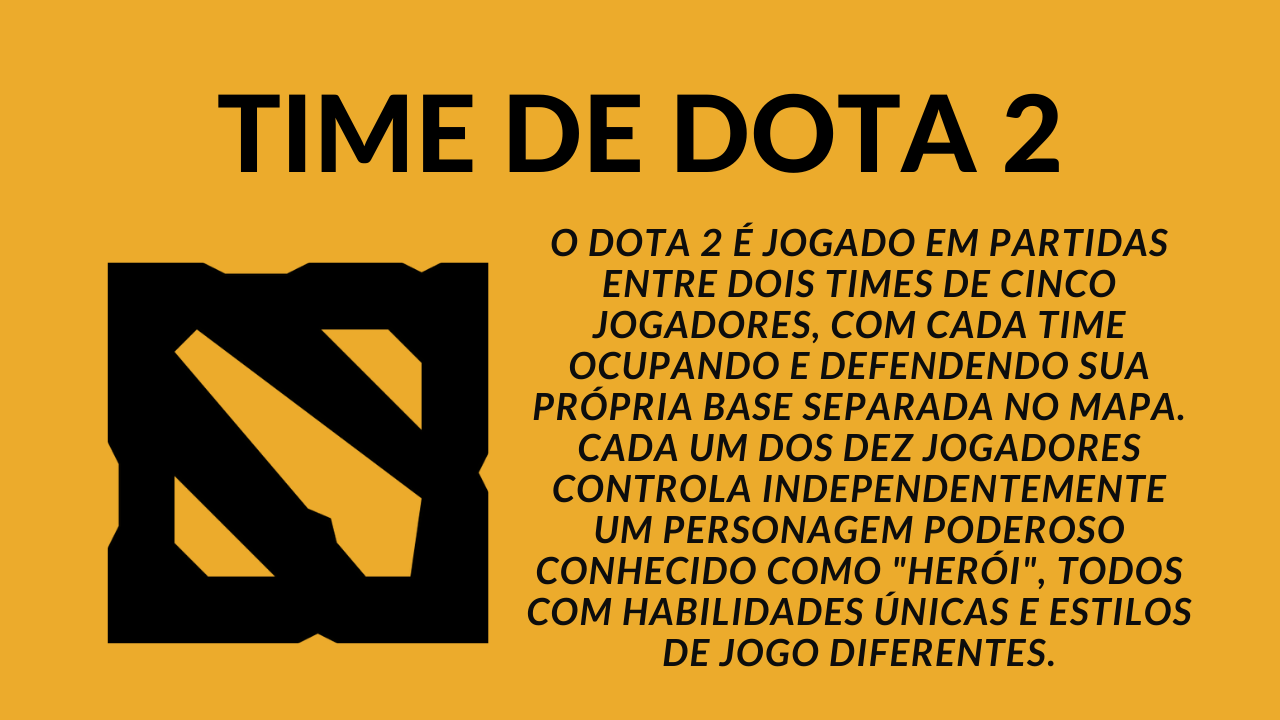 TIME DE DOTA 2
O DOTA 2 É JOGADO EM PARTIDAS
ENTRE DOIS TIMES DE CINCO
JOGADORES, COM CADA TIME
OCUPANDO E DEFENDENDO SUA
PRÓPRIA BASE SEPARADA NO MAPA.
CADA UM DOS DEZ JOGADORES
CONTROLA INDEPENDENTEMENTE
UM PERSONAGEM PODEROSO
CONHECIDO COMO "HERÓI", TODOS
COM HABILIDADES ÚNICAS E ESTILOS
DE JOGO DIFERENTES.